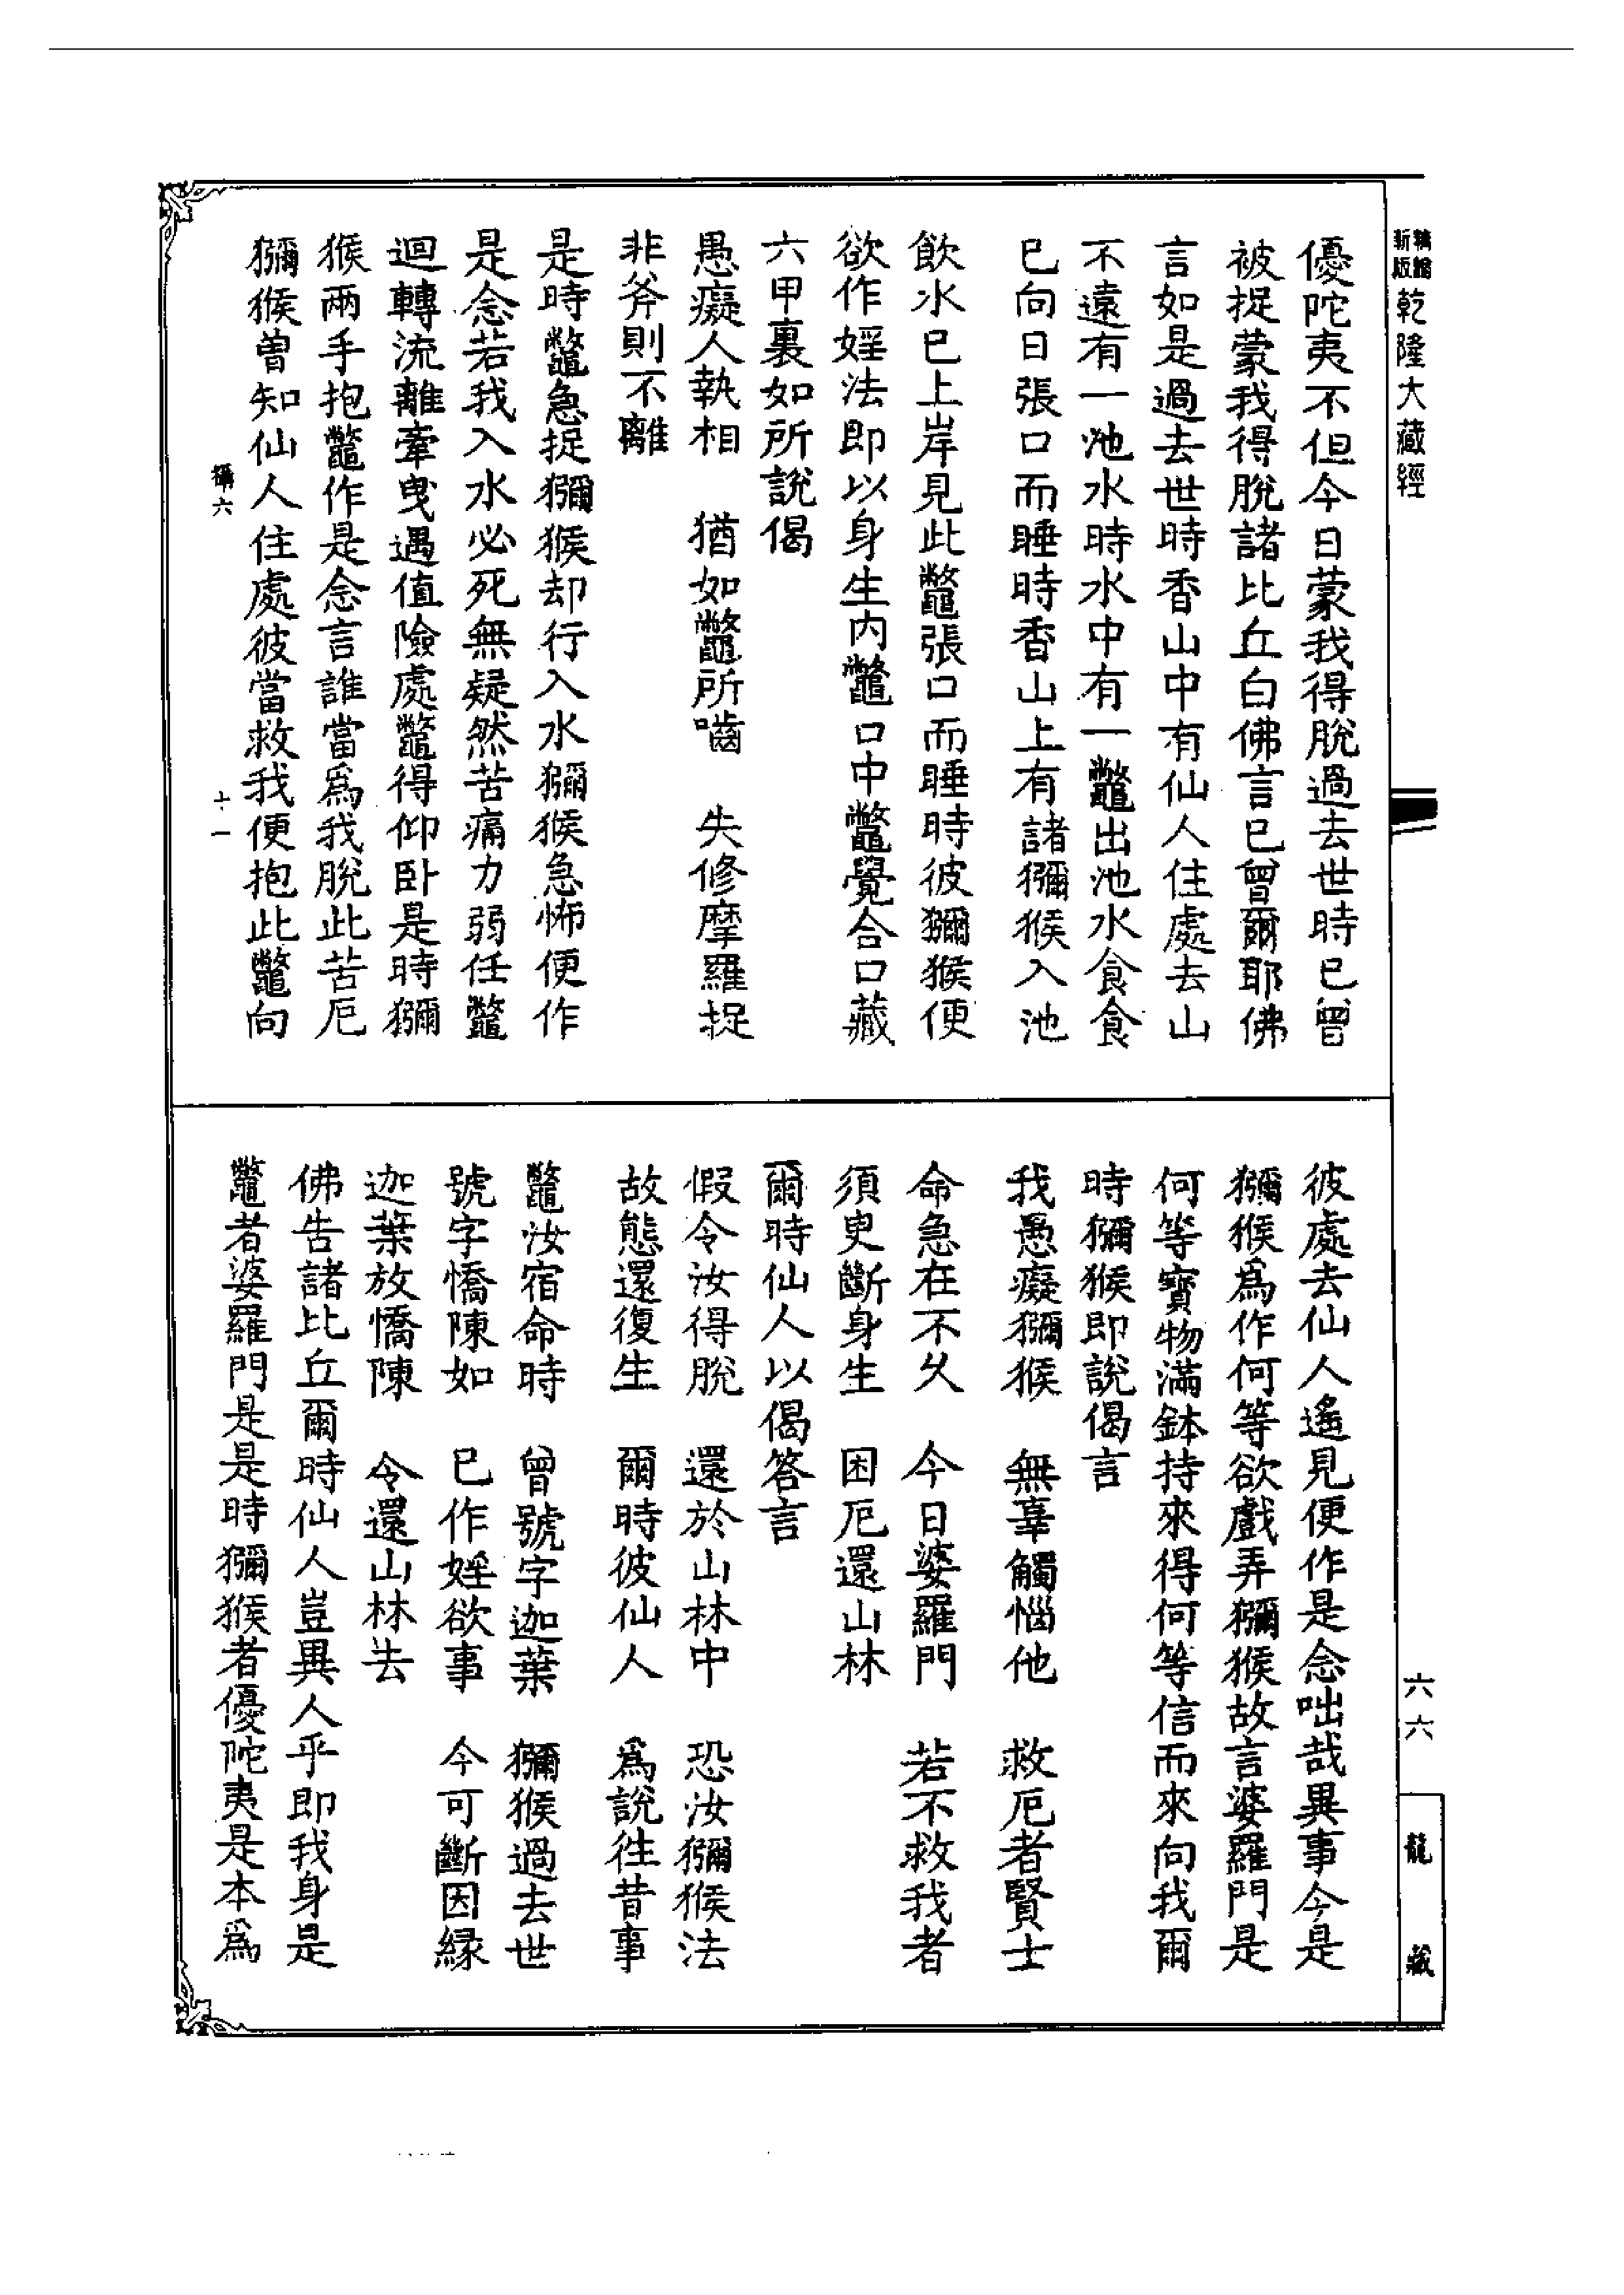 新版
乾隆大藏經
優陀夷不但今日蒙我得脫過去世時已曾
被捉蒙我得脫諸比丘白佛言已曾爾耶佛
言如是過去世時香山中有仙人住處去山
不遠有一池水時水中有一鼈出池水食食
已向日張口而睡時香山上有諸獼猴入池
飲水已上岸見此鼈張口而睡時彼獼猴便
欲作婬法即以身生內鼈口中鼈覺合口藏
六甲裏如所說偈
愚癡人執相　猶如鼈所嚙　失修摩羅捉
非斧則不離
是時鼈急捉獼猴却行入水獼猴急怖便作
是念若我入水必死無疑然苦痛力弱任鼈
迴轉流離牽曳遇值險處鼈得仰卧是時獼
猴兩手抱鼈作是念言誰當爲我脫此苦厄
獼猴曾知仙人住處彼當救我便抱此鼈向
六
十一
彼處去仙人遙見便作是念咄哉異事今是
獼猴爲作何等欲戲弄獼猴故言婆羅門是
何等寶物滿鉢持來得何等信而來向我爾
時獼猴即說偈言
我愚癡獼猴　無辜觸惱他　救厄者賢士
命急在不久　今日婆羅門　若不救我者
須臾斷身生　困厄還山林
爾時仙人以偈答言
假令汝得脫　還於山林中　恐汝獼猴法
故態還復生　爾時彼仙人　爲說徃昔事
鼈汝宿命時　曾號字迦葉　獼猴過去世
號字憍陳如　已作婬欲事　今可斷因緣
迦葉放憍陳　令還山林去
佛告諸比丘爾時仙人豈異人乎即我身是
鼈者婆羅門是是時獼猴者優陀夷是本爲
六六
龍藏